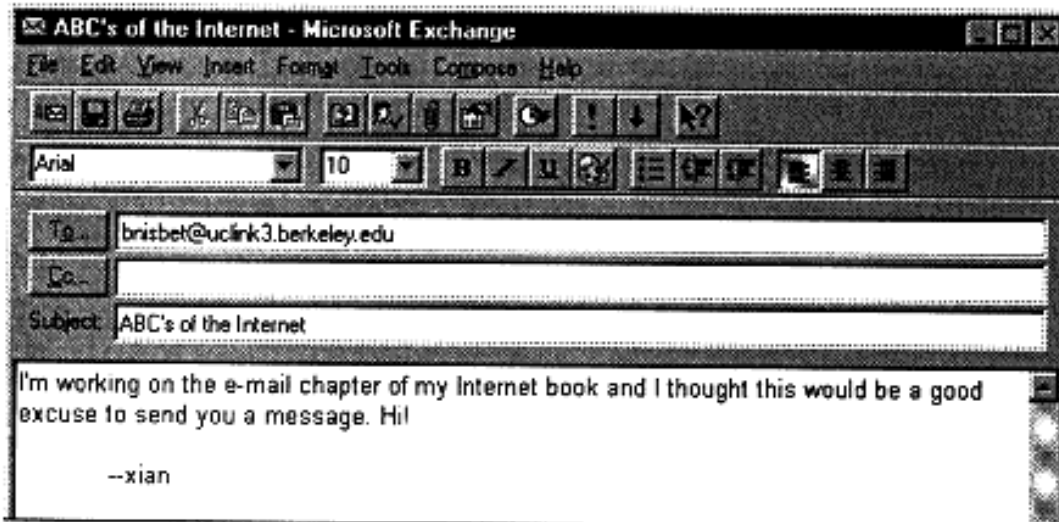 ABC's of the Internet - Microsoft Exchange
File Edit View Insert Format Tools Compose Help
Arial 10 B I U
To... bnisbet@uclink3.berkeley.edu
Cc...
Subject: ABC's of the Internet
I'm working on the e-mail chapter of my Internet book and I thought this would be a good
excuse to send you a message. Hi!
--xian